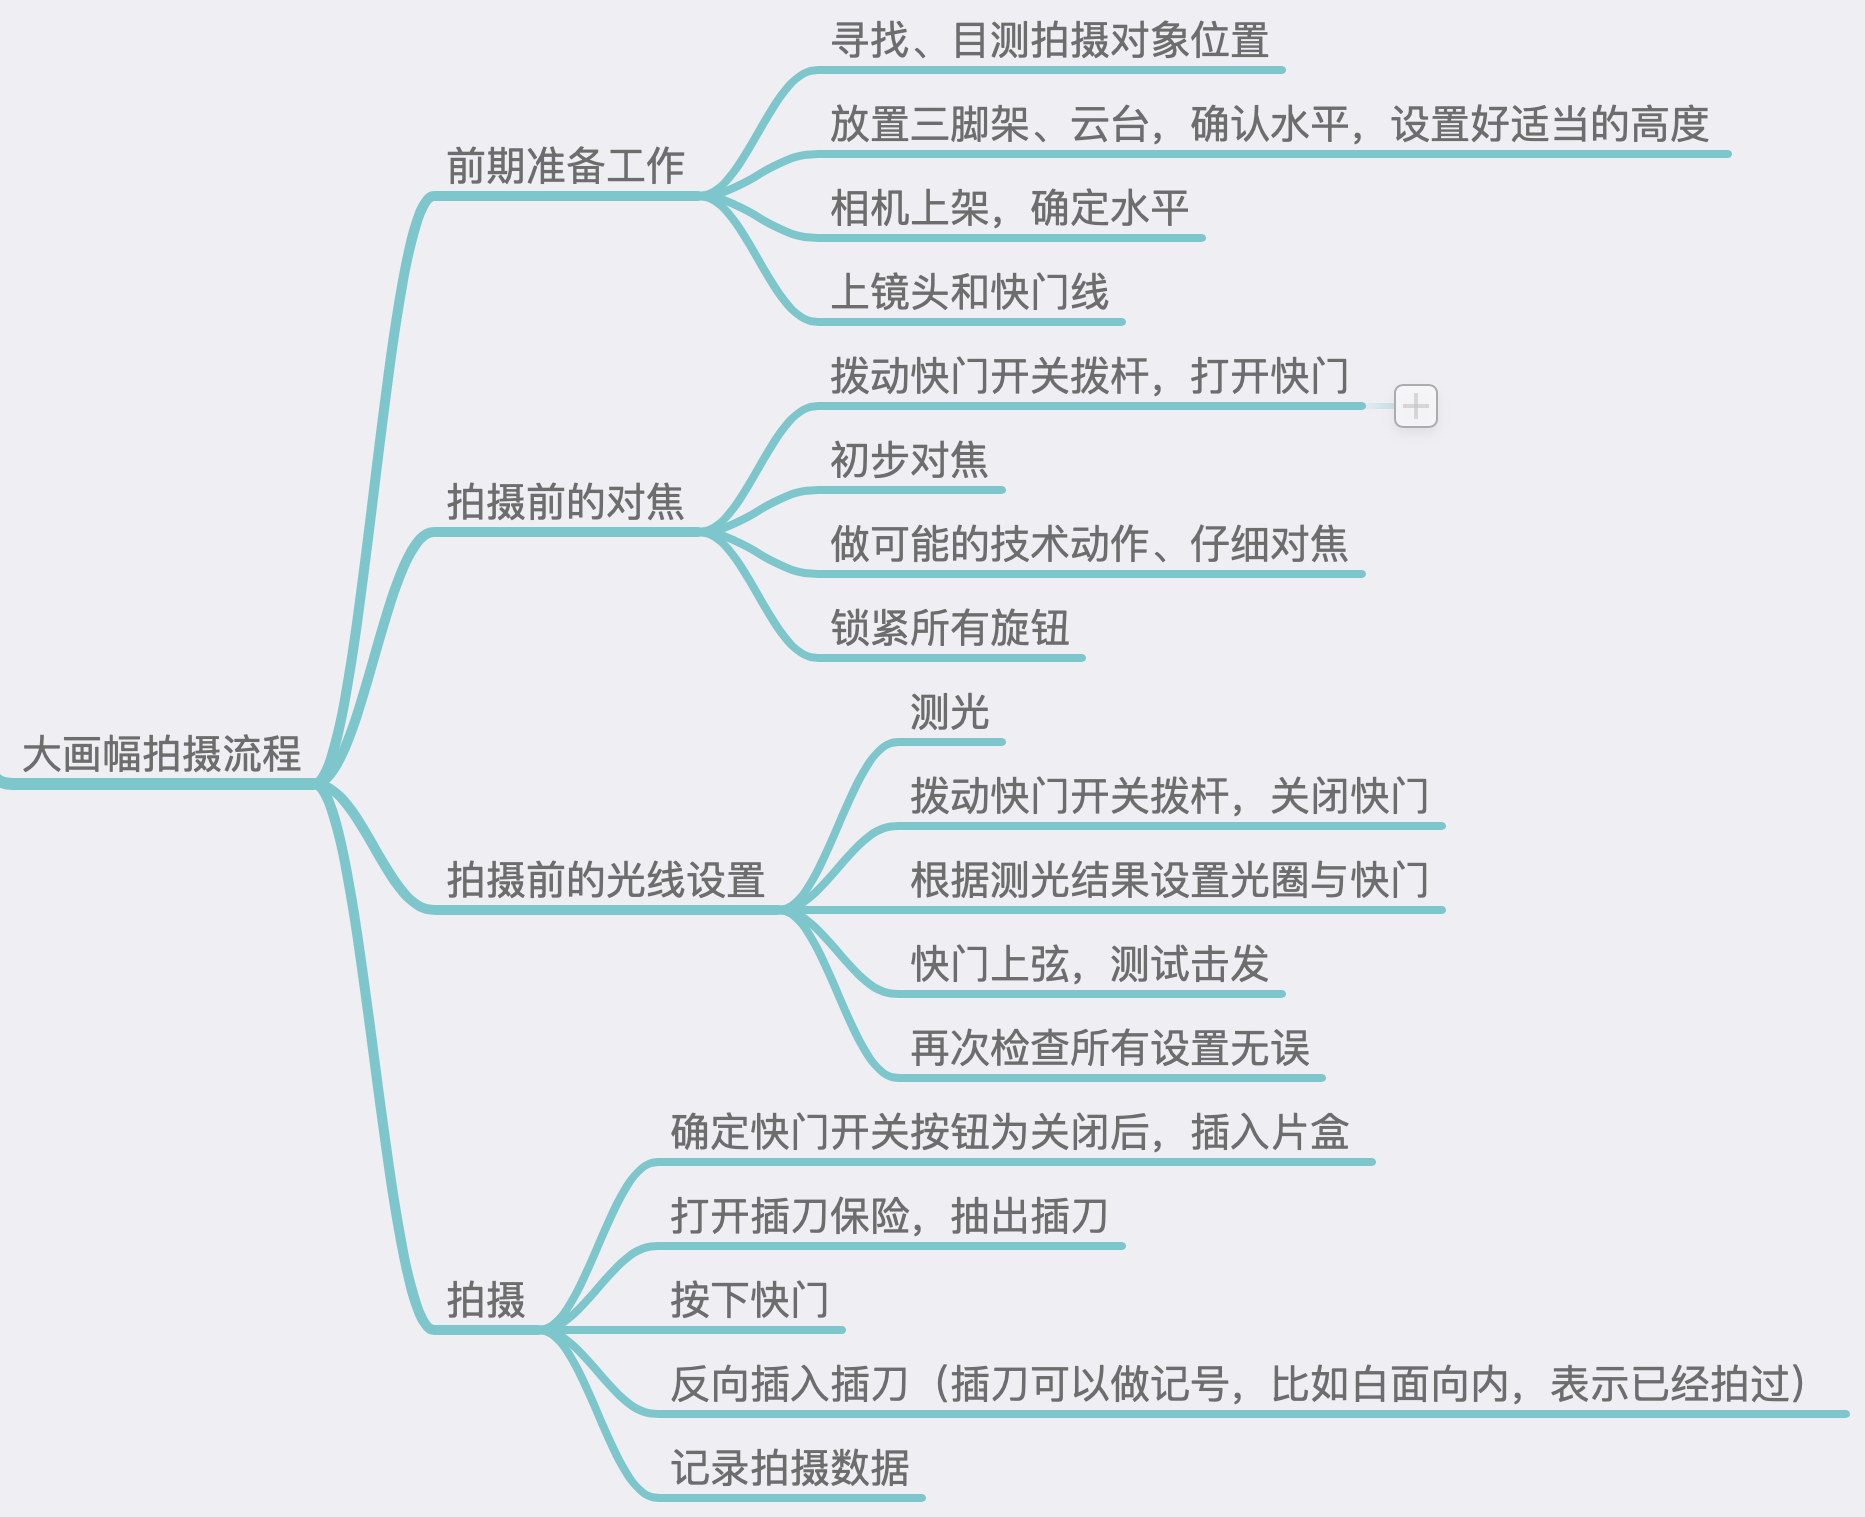 大画幅拍摄流程
前期准备工作
寻找、目测拍摄对象位置
放置三脚架、云台，确认水平，设置好适当的高度
相机上架，确定水平
上镜头和快门线
拍摄前的对焦
拨动快门开关拨杆，打开快门
初步对焦
做可能的技术动作、仔细对焦
锁紧所有旋钮
拍摄前的光线设置
测光
拨动快门开关拨杆，关闭快门
根据测光结果设置光圈与快门
快门上弦，测试击发
再次检查所有设置无误
拍摄
确定快门开关按钮为关闭后，插入片盒
打开插刀保险，抽出插刀
按下快门
反向插入插刀（插刀可以做记号，比如白面向内，表示已经拍过）
记录拍摄数据